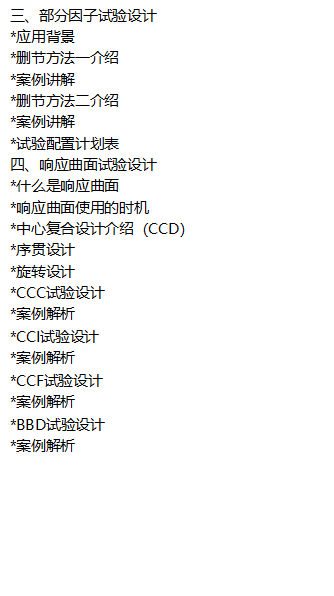 三、部分因子试验设计
*应用背景
*删节方法一介绍
*案例讲解
*删节方法二介绍
*案例讲解
*试验配置计划表
四、响应曲面试验设计
*什么是响应曲面
*响应曲面使用的时机
*中心复合设计介绍（CCD）
*序贯设计
*旋转设计
*CCC试验设计
*案例解析
*CCI试验设计
*案例解析
*CCF试验设计
*案例解析
*BBD试验设计
*案例解析